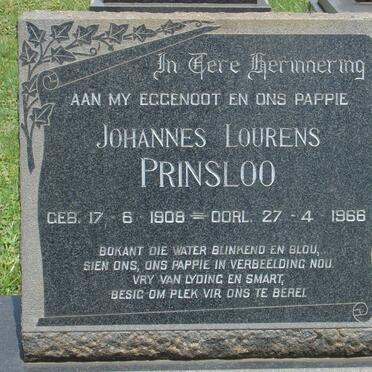 In Tere Herinnering
AAN MY EGGENOOT EN ONS PAPPIE
JOHANNES LOURENS
PRINSLOO
GEB. 17 - 6 - 1908 = OORL. 27 - 4 - 1966
BOKANT DIE WATER BLINKEND EN BLOU,
SIEN ONS, ONS PAPPIE IN VERBEELDING NOU.
VRY VAN LYDING EN SMART,
BESIG OM PLEK VIR ONS TE BEREI.